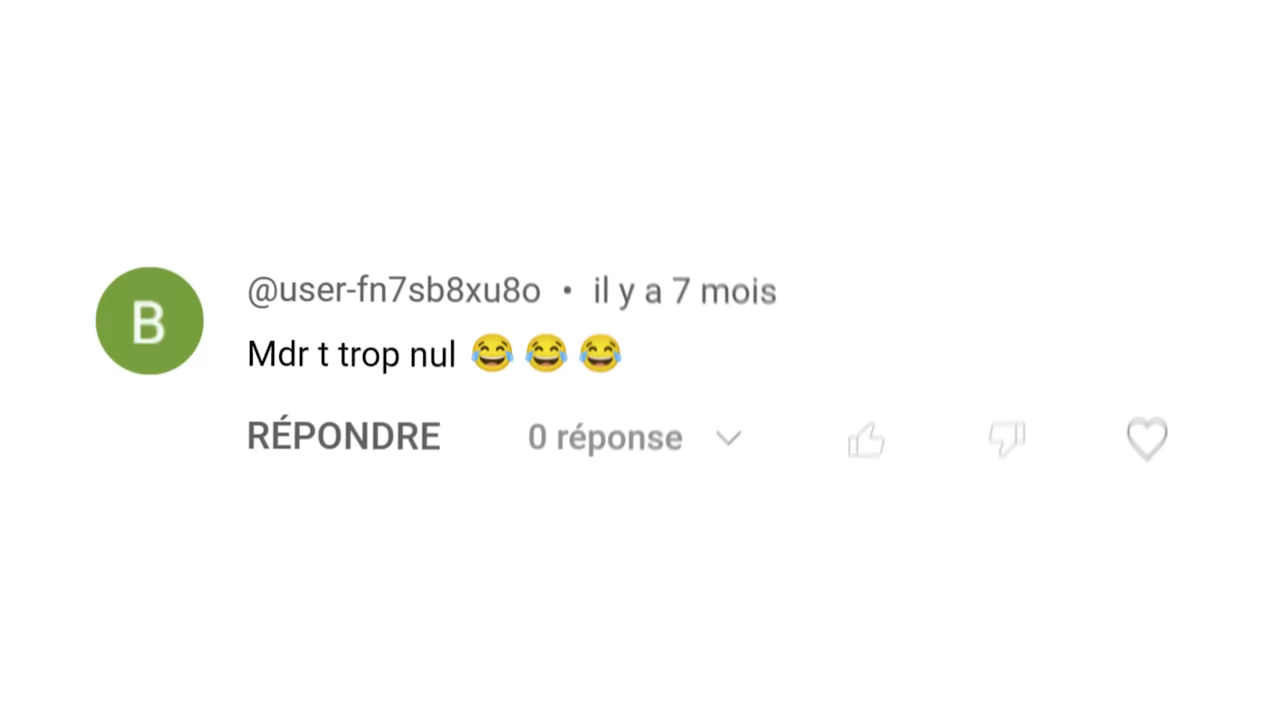 B
@user-fn7sb8xu8o • il y a 7 mois
Mdr t trop nul 😂😂😂
RÉPONDRE 0 réponse